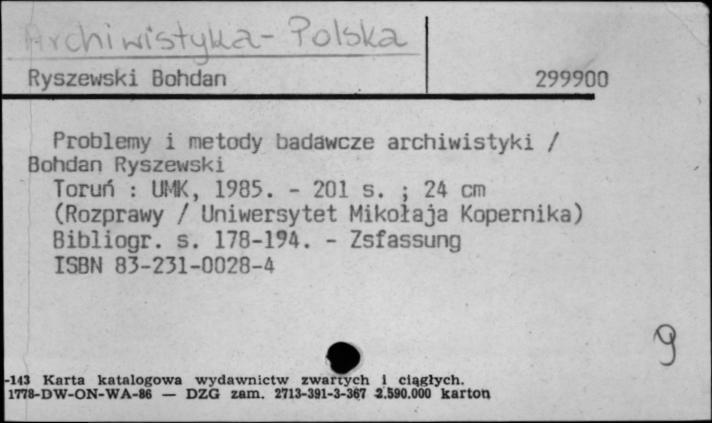 Archiwistyka - Polska
Ryszewski Bohdan 299900
Problemy i metody badawcze archiwistyki /
Bohdan Ryszewski
Toruń : UMK, 1985. - 201 s. ; 24 cm
(Rozprawy / Uniwersytet Mikołaja Kopernika)
Bibliogr. s. 178-194. - Zsfassung
ISBN 83-231-0028-4
9
-143 Karta katalogowa wydawnictw zwartych i ciągłych.
1778-DW-ON-WA-86 — DZG zam. 2713-391-3-367 2.590.000 karton